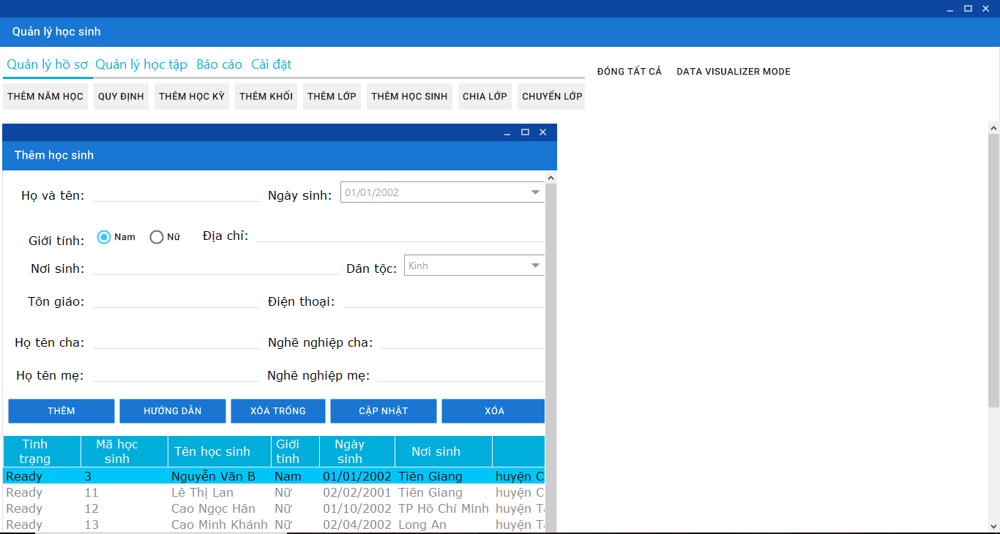 Quản lý học sinh
Quản lý hồ sơ Quản lý học tập Báo cáo Cài đặt
ĐÓNG TẤT CẢ DATA VISUALIZER MODE
THÊM NĂM HỌC QUY ĐỊNH THÊM HỌC KỲ THÊM KHỐI THÊM LỚP THÊM HỌC SINH CHIA LỚP CHUYỂN LỚP
Thêm học sinh
Họ và tên: Ngày sinh: 01/01/2002
Giới tính: Nam Nữ Địa chỉ:
Nơi sinh: Dân tộc: Kinh
Tôn giáo: Điện thoại:
Họ tên cha: Nghề nghiệp cha:
Họ tên mẹ: Nghề nghiệp mẹ:
THÊM HƯỚNG DẪN XÓA TRỐNG CẬP NHẬT XÓA
Tình trạng Mã học sinh Tên học sinh Giới tính Ngày sinh Nơi sinh
Ready 3 Nguyễn Văn B Nam 01/01/2002 Tiền Giang huyện C
Ready 11 Lê Thị Lan Nữ 02/02/2001 Tiền Giang huyện C
Ready 12 Cao Ngọc Hân Nữ 01/10/2002 TP Hồ Chí Minh huyện
Ready 13 Cao Minh Khánh Nữ 02/04/2002 Long An huyện